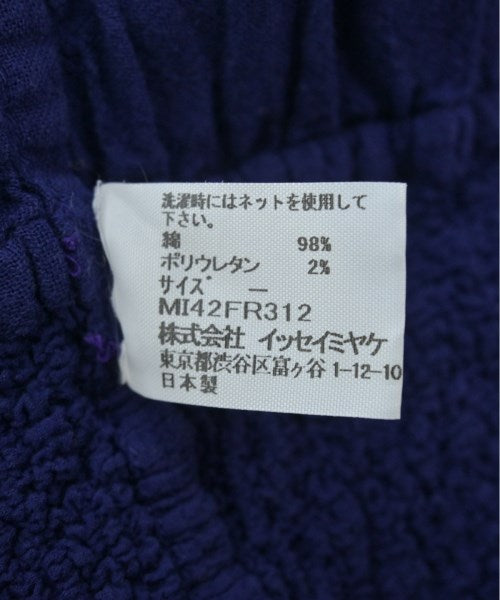 洗濯時にはネットを使用して
下さい。
綿 98%
ポリウレタン 2%
サイズ ー
MI42FR312
株式会社 イッセイミヤケ
東京都渋谷区富ヶ谷 1-12-10
日本製